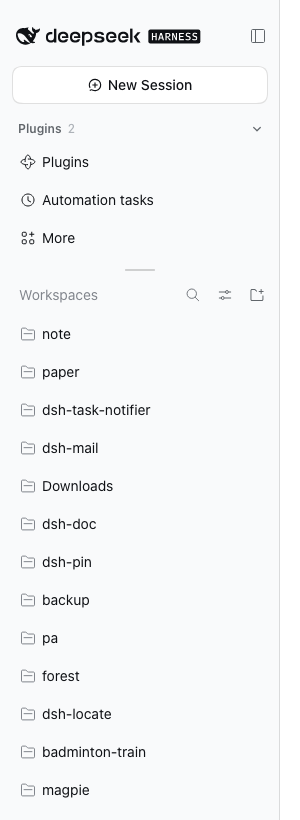 deepseek HARNESS
New Session
Plugins 2
Plugins
Automation tasks
More
Workspaces
note
paper
dsh-task-notifier
dsh-mail
Downloads
dsh-doc
dsh-pin
backup
pa
forest
dsh-locate
badminton-train
magpie